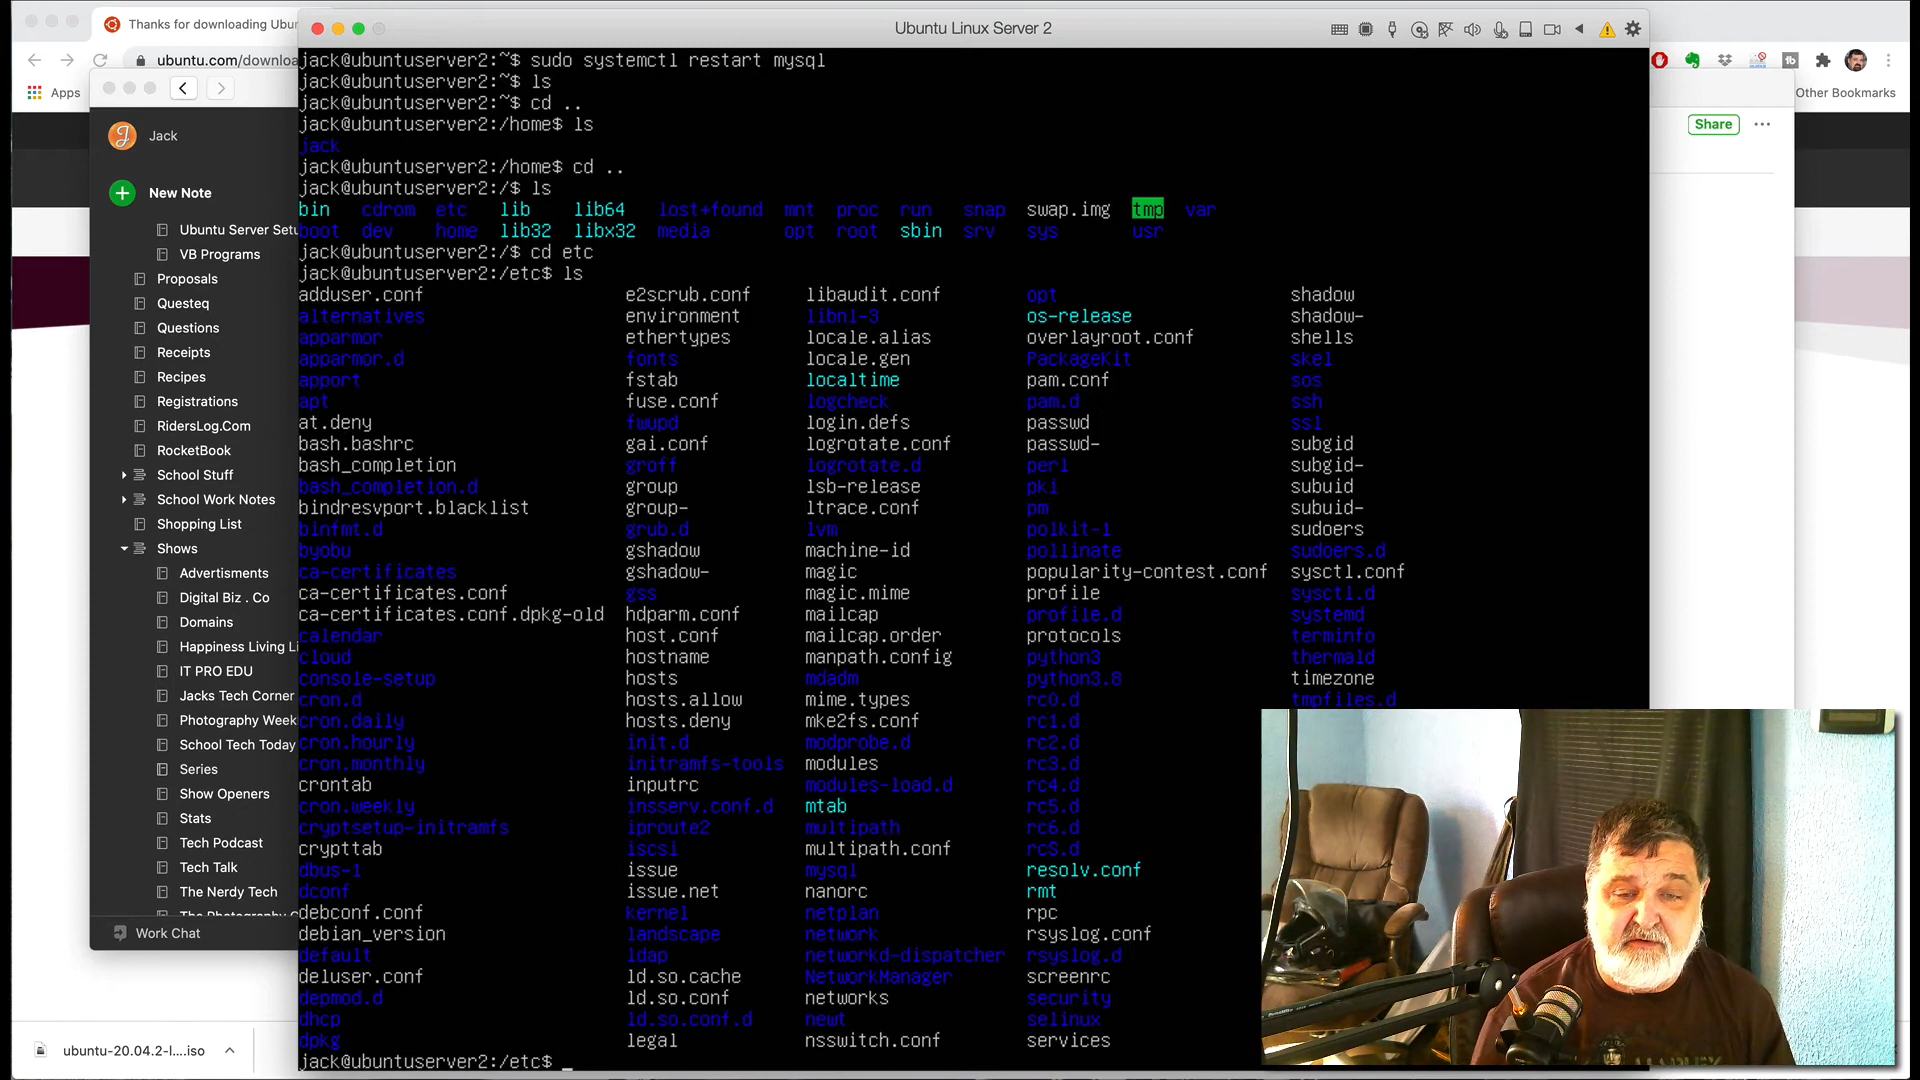 Thanks for downloading Ubun
Ubuntu Linux Server 2
ubuntu.com/downloa
Apps
Other Bookmarks
Share
Jack
New Note
Ubuntu Server Setu
VB Programs
Proposals
Questeq
Questions
Receipts
Recipes
Registrations
RidersLog.Com
RocketBook
School Stuff
School Work Notes
Shopping List
Shows
Advertisments
Digital Biz . Co
Domains
Happiness Living Li
IT PRO EDU
Jacks Tech Corner
Photography Week
School Tech Today
Series
Show Openers
Stats
Tech Podcast
Tech Talk
The Nerdy Tech
Work Chat
ubuntu-20.04.2-l....iso
jack@ubuntuserver2:~$ sudo systemctl restart mysql
jack@ubuntuserver2:~$ ls
jack@ubuntuserver2:~$ cd ..
jack@ubuntuserver2:/home$ ls
jack
jack@ubuntuserver2:/home$ cd ..
jack@ubuntuserver2:/$ ls
bin cdrom etc lib lib64 lost+found mnt proc run snap swap.img tmp var
boot dev home lib32 libx32 media opt root sbin srv sys usr
jack@ubuntuserver2:/$ cd etc
jack@ubuntuserver2:/etc$ ls
adduser.conf e2scrub.conf libaudit.conf opt shadow
alternatives environment libnl-3 os-release shadow-
apparmor ethertypes locale.alias overlayroot.conf shells
apparmor.d fonts locale.gen PackageKit skel
apport fstab localtime pam.conf sos
apt fuse.conf logcheck pam.d ssh
at.deny fwupd login.defs passwd ssl
bash.bashrc gai.conf logrotate.conf passwd- subgid
bash_completion groff logrotate.d perl subgid-
bash_completion.d group lsb-release pki subuid
bindresvport.blacklist group- ltrace.conf pm subuid-
binfmt.d grub.d lvm polkit-1 sudoers
byobu gshadow machine-id pollinate sudoers.d
ca-certificates gshadow- magic popularity-contest.conf sysctl.conf
ca-certificates.conf gss magic.mime profile sysctl.d
ca-certificates.conf.dpkg-old hdparm.conf mailcap profile.d systemd
calendar host.conf mailcap.order protocols terminfo
cloud hostname manpath.config python3 thermald
console-setup hosts mdadm python3.8 timezone
cron.d hosts.allow mime.types rc0.d tmpfiles.d
cron.daily hosts.deny mke2fs.conf rc1.d
cron.hourly init.d modprobe.d rc2.d
cron.monthly initramfs-tools modules rc3.d
crontab inputrc modules-load.d rc4.d
cron.weekly insserv.conf.d mtab rc5.d
cryptsetup-initramfs iproute2 multipath rc6.d
crypttab iscsi multipath.conf rcS.d
dbus-1 issue mysql resolv.conf
dconf issue.net nanorc rmt
debconf.conf kernel netplan rpc
debian_version landscape network rsyslog.conf
default ldap networkd-dispatcher rsyslog.d
deluser.conf ld.so.cache NetworkManager screenrc
depmod.d ld.so.conf networks security
dhcp ld.so.conf.d newt selinux
dpkg legal nsswitch.conf services
jack@ubuntuserver2:/etc$ _